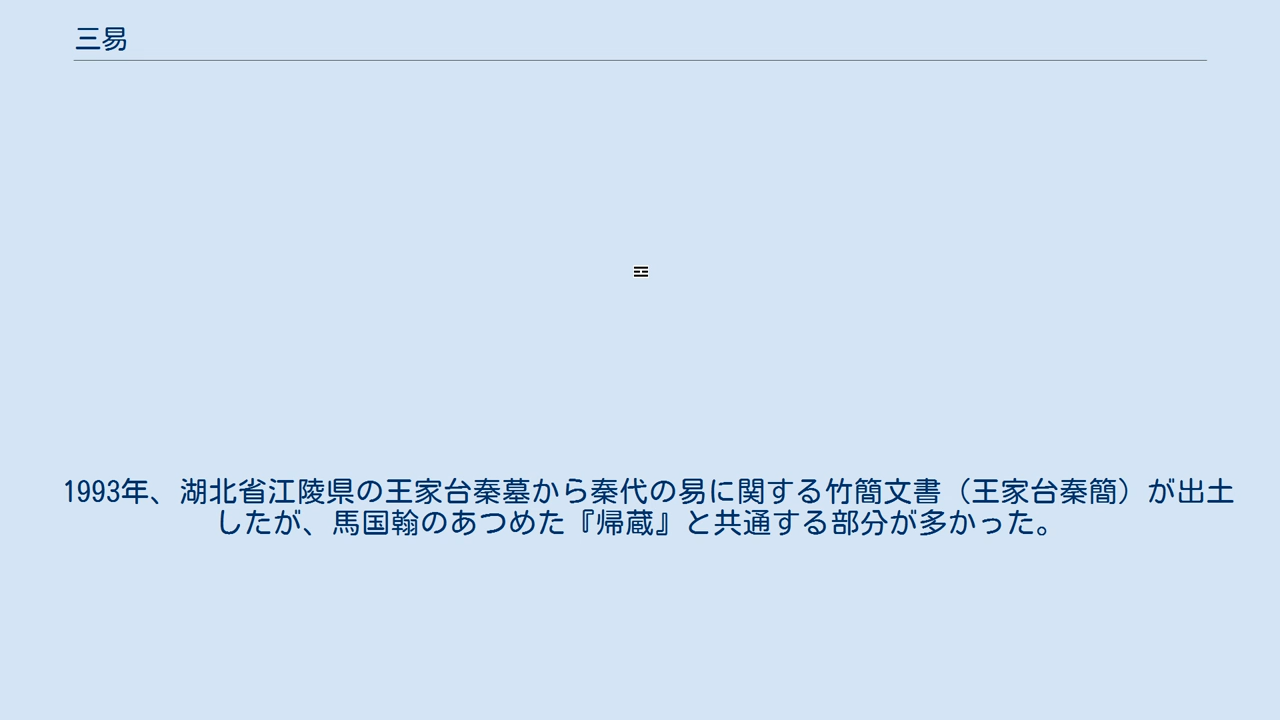 三易
☲
1993年、湖北省江陵県の王家台秦墓から秦代の易に関する竹簡文書（王家台秦簡）が出土
したが、馬国翰のあつめた『帰蔵』と共通する部分が多かった。